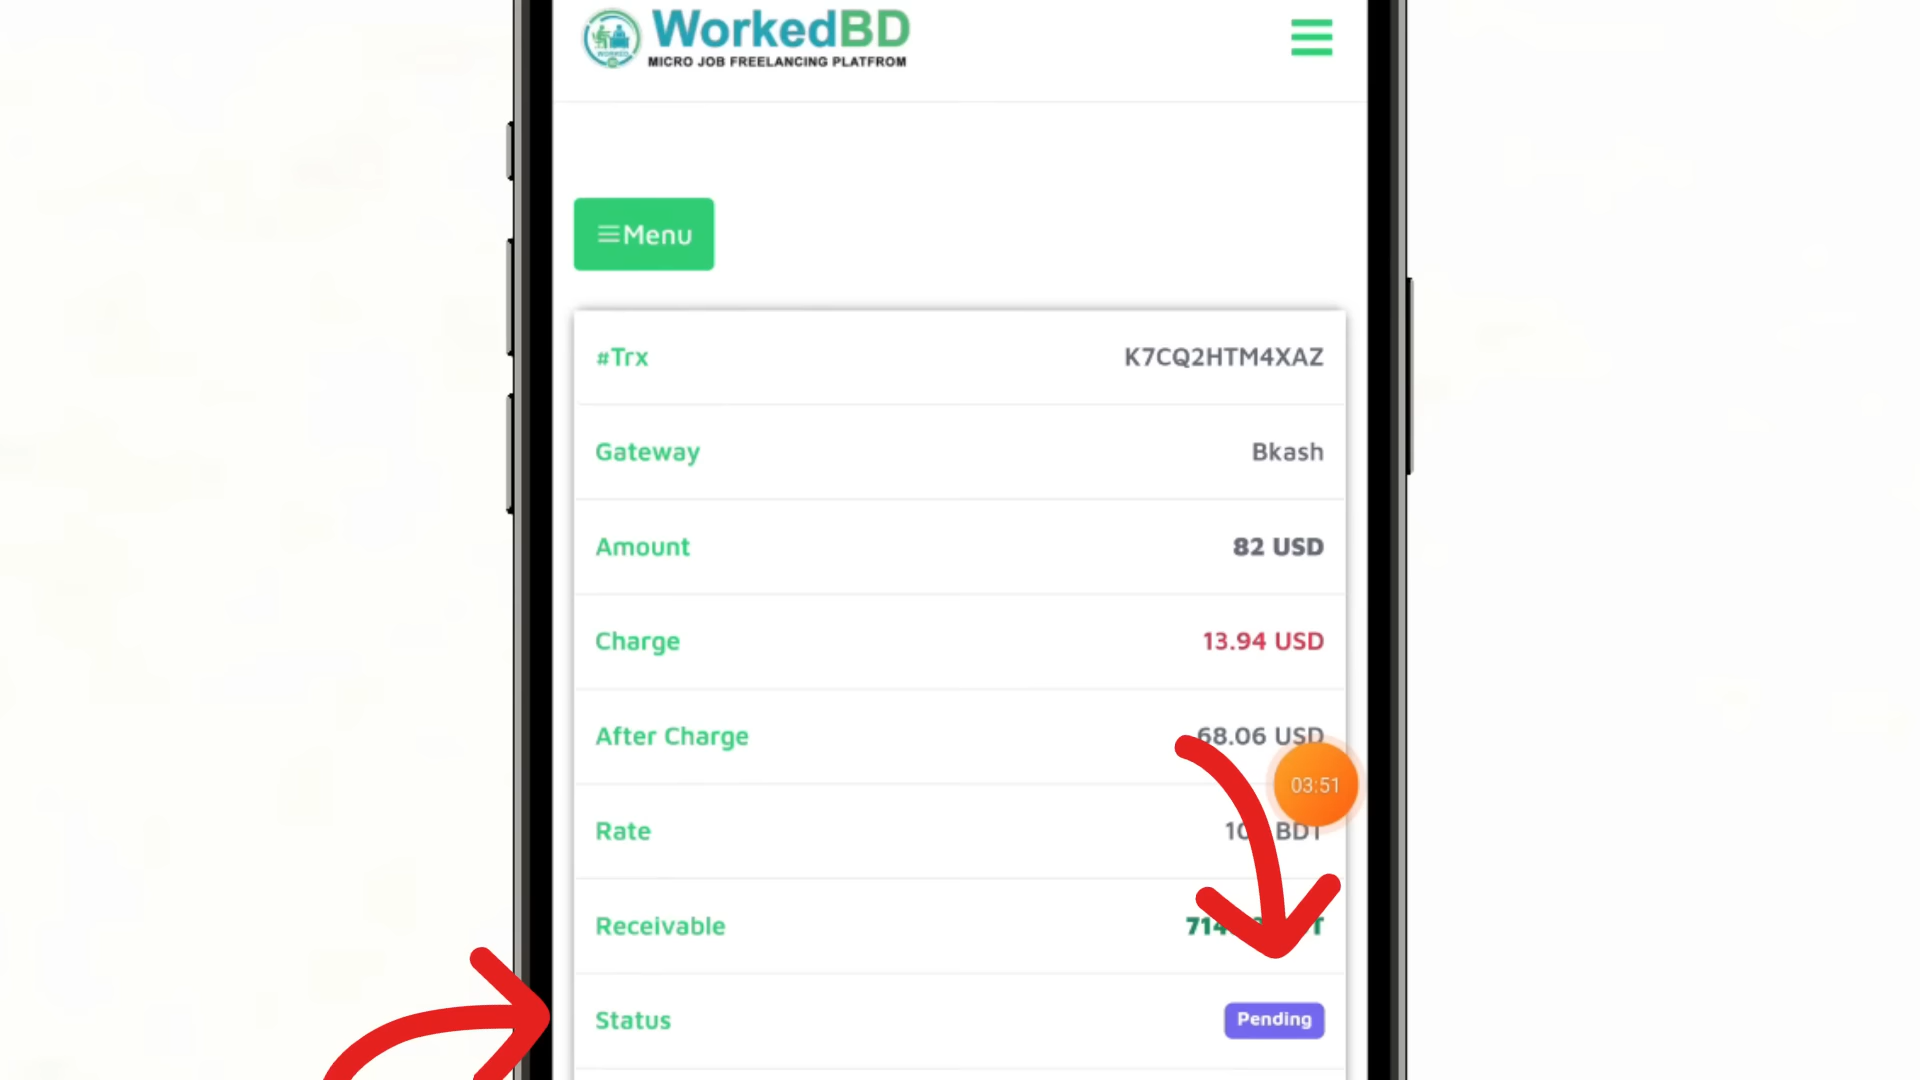 WorkedBD
MICRO JOB FREELANCING PLATFROM
Menu
#Trx K7CQ2HTM4XAZ
Gateway Bkash
Amount 82 USD
Charge 13.94 USD
After Charge 68.06 USD
03:51
Rate BDT
Receivable
Status Pending